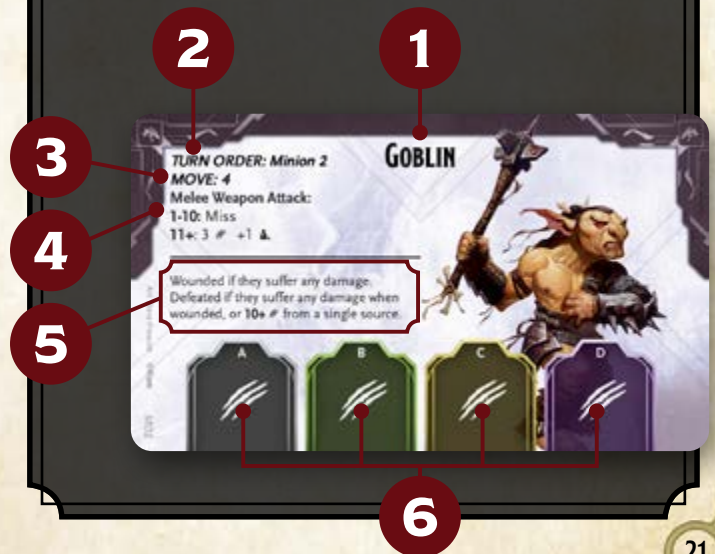 2
1
3
4
5
GOBLIN
TURN ORDER: Minion 2
MOVE: 4
Melee Weapon Attack:
1-10: Miss
11+: 3 +1
Wounded if they suffer any damage.
Defeated if they suffer any damage when
wounded, or 10+ from a single source.
A B C D
6
21